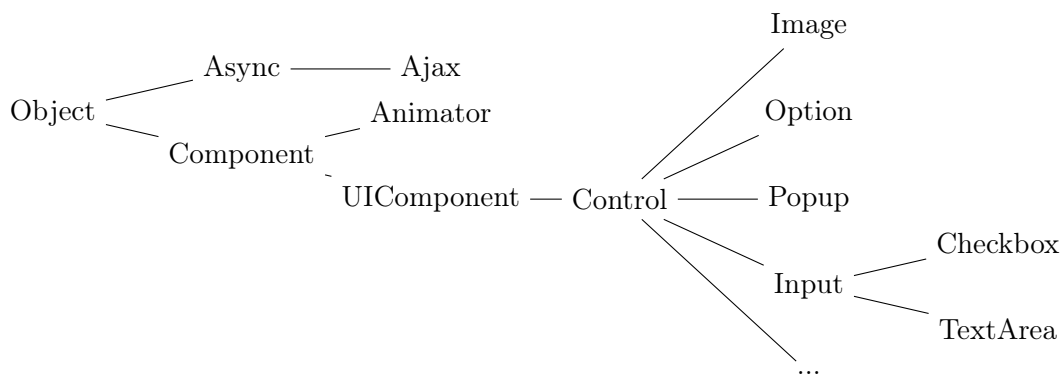 Image
Async
Ajax
Object
Animator
Option
Component
UIComponent
Control
Popup
Checkbox
Input
TextArea
...